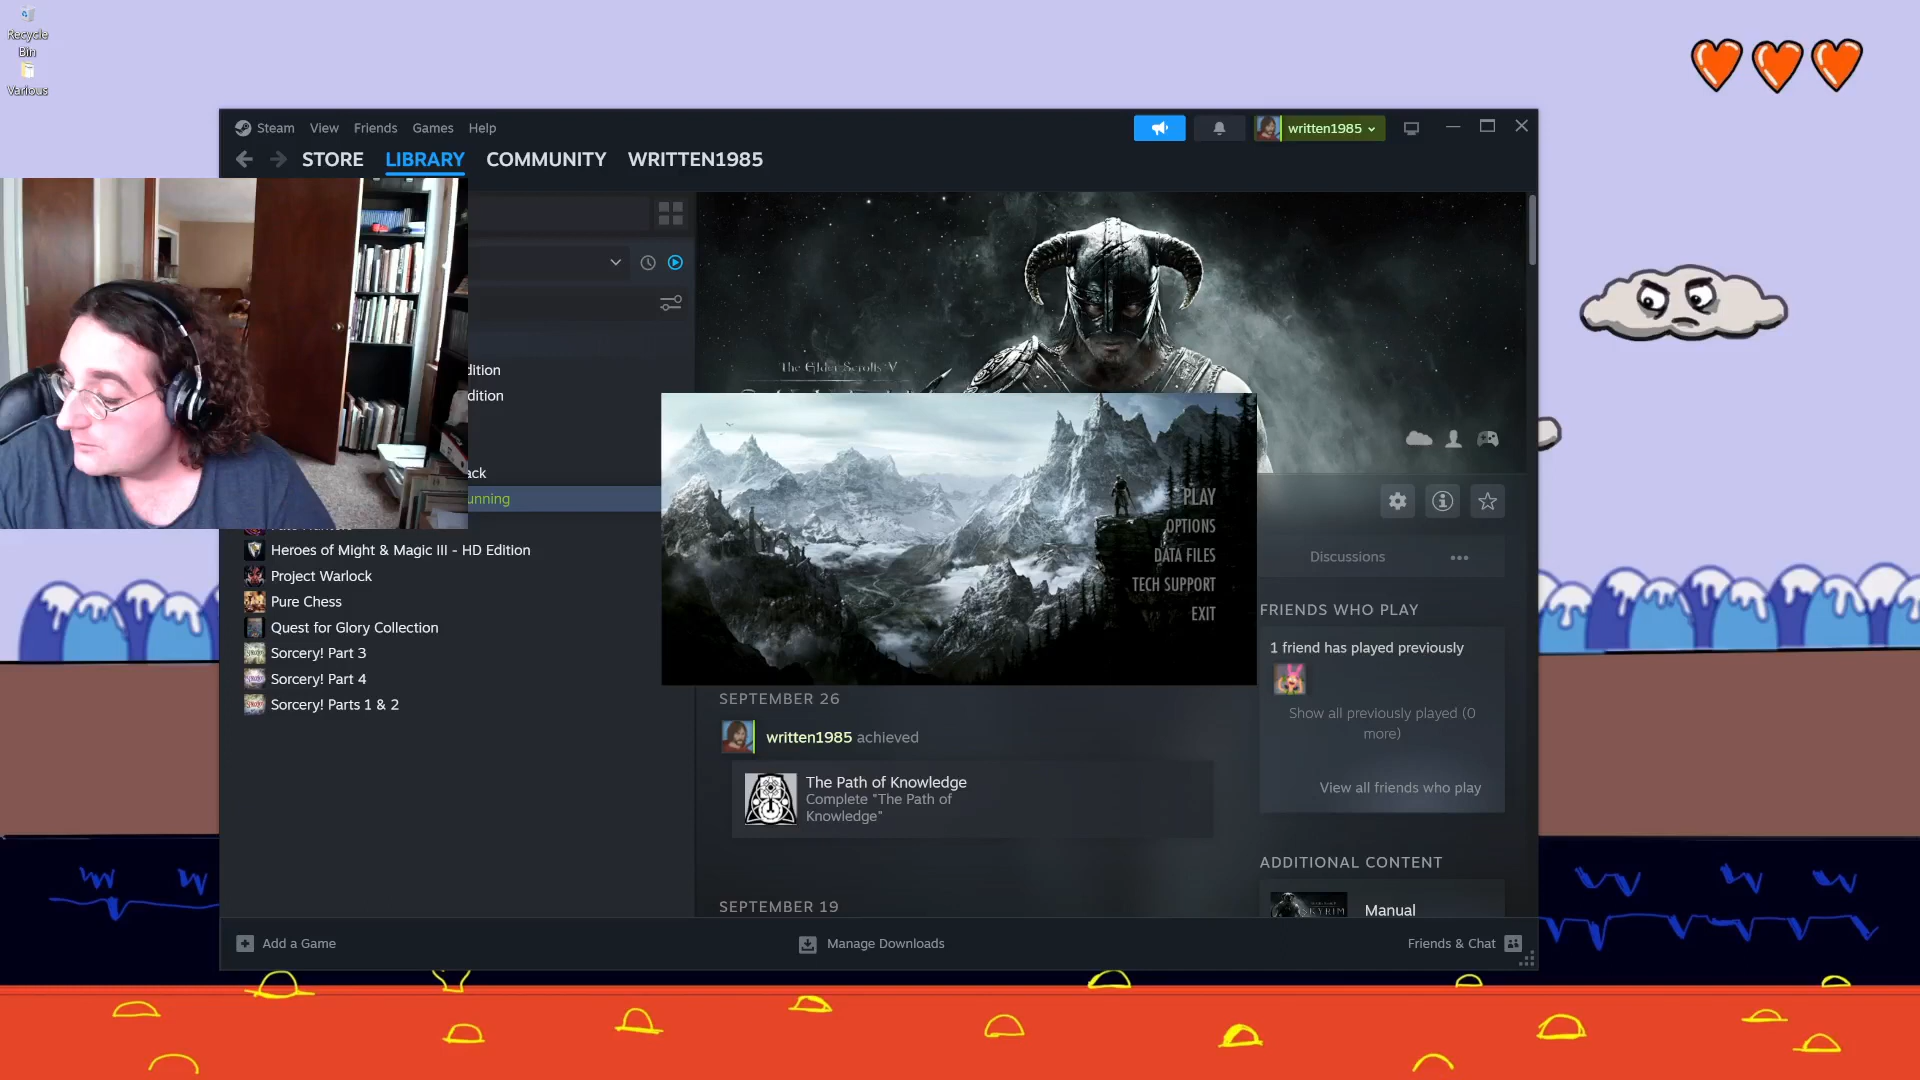 Recycle
Bin
Various
Steam View Friends Games Help
written1985
STORE LIBRARY COMMUNITY WRITTEN1985
The Elder Scrolls V
dition
dition
ack
unning
Heroes of Might & Magic III - HD Edition
Project Warlock
Pure Chess
Quest for Glory Collection
Sorcery! Part 3
Sorcery! Part 4
Sorcery! Parts 1 & 2
PLAY
OPTIONS
DATA FILES
TECH SUPPORT
EXIT
Discussions
FRIENDS WHO PLAY
1 friend has played previously
Show all previously played (0
more)
View all friends who play
SEPTEMBER 26
written1985 achieved
The Path of Knowledge
Complete "The Path of
Knowledge"
SEPTEMBER 19
ADDITIONAL CONTENT
SKYRIM
Manual
Add a Game
Manage Downloads
Friends & Chat